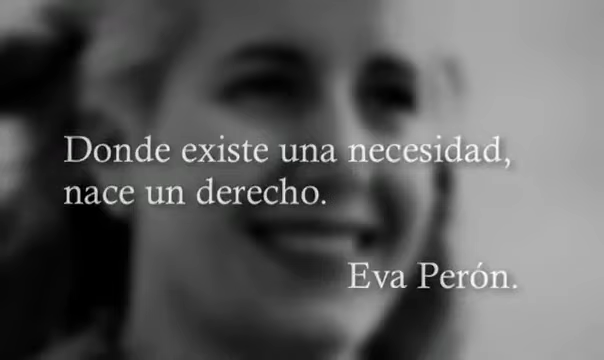 Donde existe una necesidad,
nace un derecho.
Eva Perón.